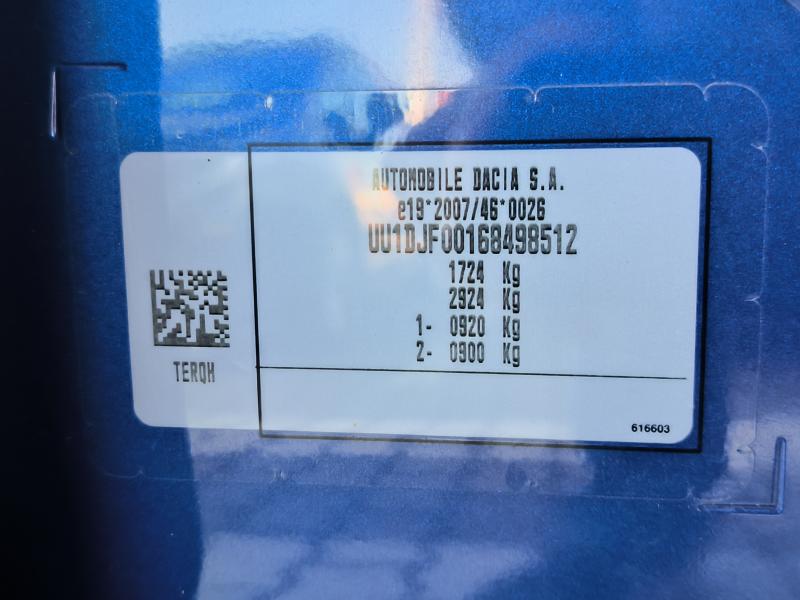 AUTOMOBILE DACIA S.A.
e19*2007/46*0026
UU1DJF00168498512
1724 Kg
2924 Kg
1- 0920 Kg
2- 0900 Kg
TERQH
616603